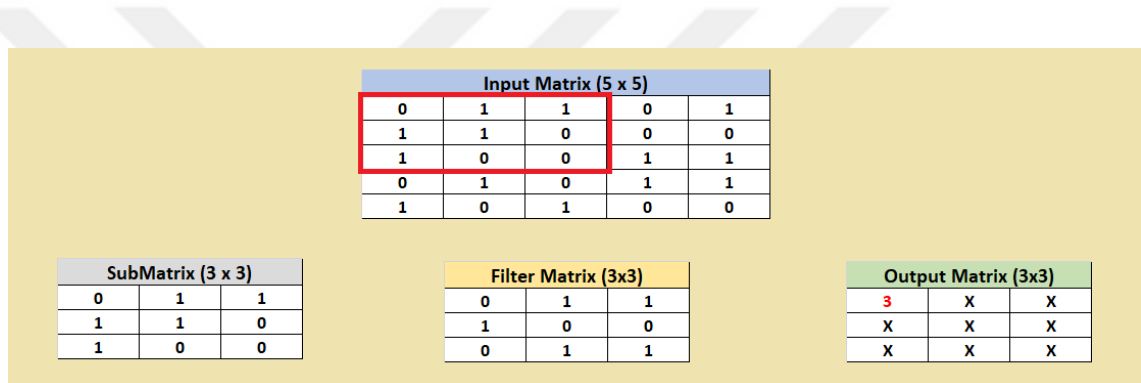 Input Matrix (5 x 5)
0 1 1 0 1
1 1 0 0 0
1 0 0 1 1
0 1 0 1 1
1 0 1 0 0
SubMatrix (3 x 3)
0 1 1
1 1 0
1 0 0
Filter Matrix (3x3)
0 1 1
1 0 0
0 1 1
Output Matrix (3x3)
3 X X
X X X
X X X